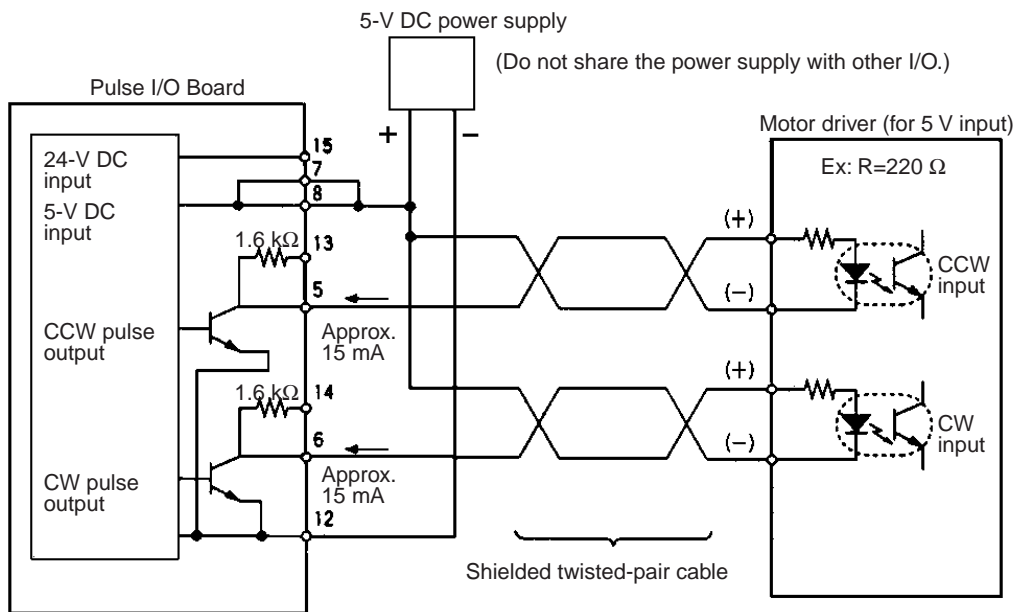 5-V DC power supply
(Do not share the power supply with other I/O.)
Pulse I/O Board
+
−
Motor driver (for 5 V input)
Ex: R=220 Ω
24-V DC
input
5-V DC
input
15
7
8
1.6 kΩ
13
5
Approx.
15 mA
CCW pulse
output
(+)
(−)
CCW
input
1.6 kΩ
14
6
Approx.
15 mA
CW pulse
output
12
(+)
(−)
CW
input
Shielded twisted-pair cable